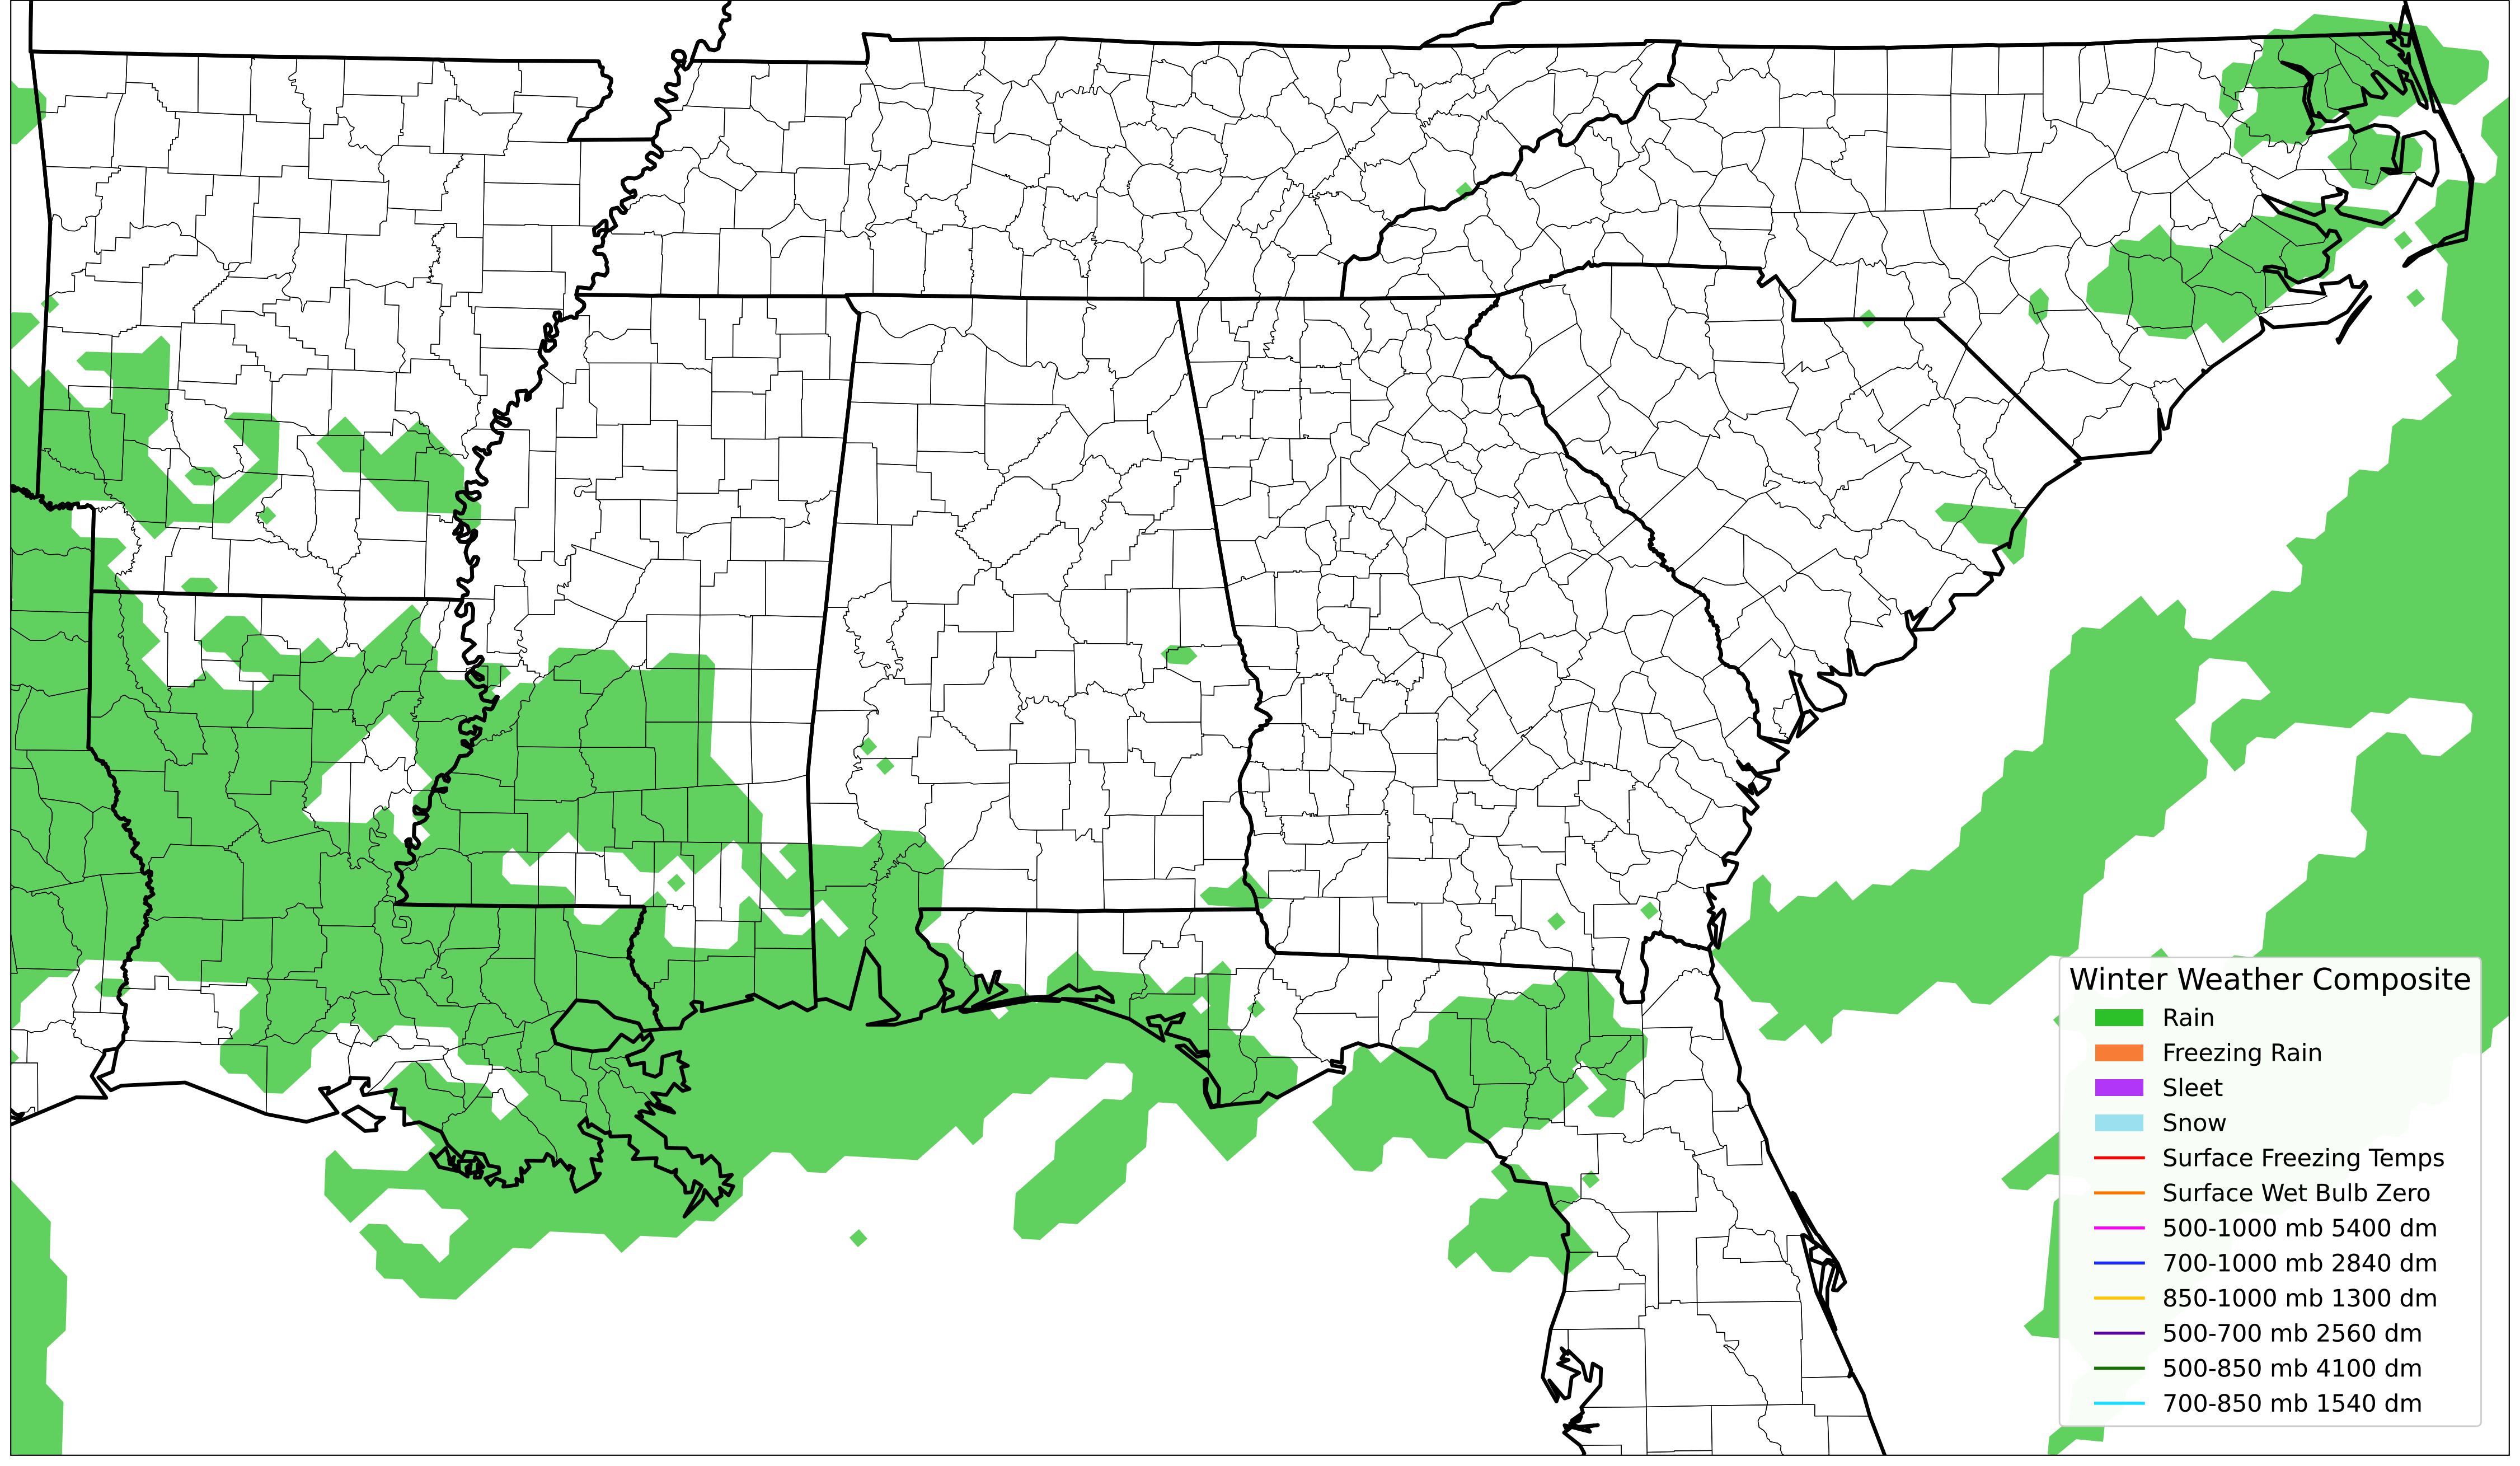 Winter Weather Composite
Rain
Freezing Rain
Sleet
Snow
Surface Freezing Temps
Surface Wet Bulb Zero
500-1000 mb 5400 dm
700-1000 mb 2840 dm
850-1000 mb 1300 dm
500-700 mb 2560 dm
500-850 mb 4100 dm
700-850 mb 1540 dm